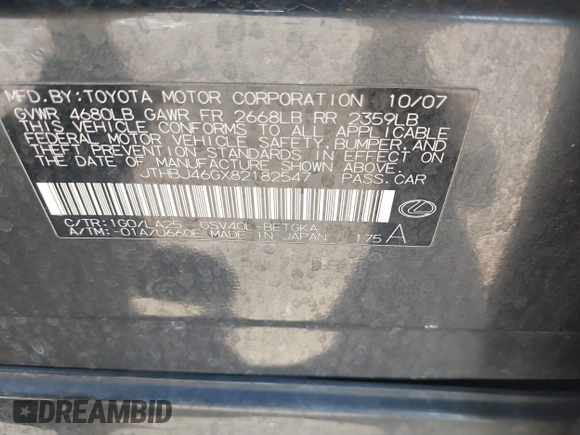 MFD. BY: TOYOTA MOTOR CORPORATION 10/07
GVWR 4680LB GAWR FR 2668LB RR 2359LB
THIS VEHICLE CONFORMS TO ALL APPLICABLE
FEDERAL MOTOR VEHICLE SAFETY, BUMPER, AND
THEFT PREVENTION STANDARDS IN EFFECT ON
THE DATE OF MANUFACTURE SHOWN ABOVE.
JTHBJ46GX82182547 PASS. CAR
C/TR: 1G0/LA25 GSV40L-BETGKA
A/TM: -01A/U660E MADE IN JAPAN 175 A
DREAMBID